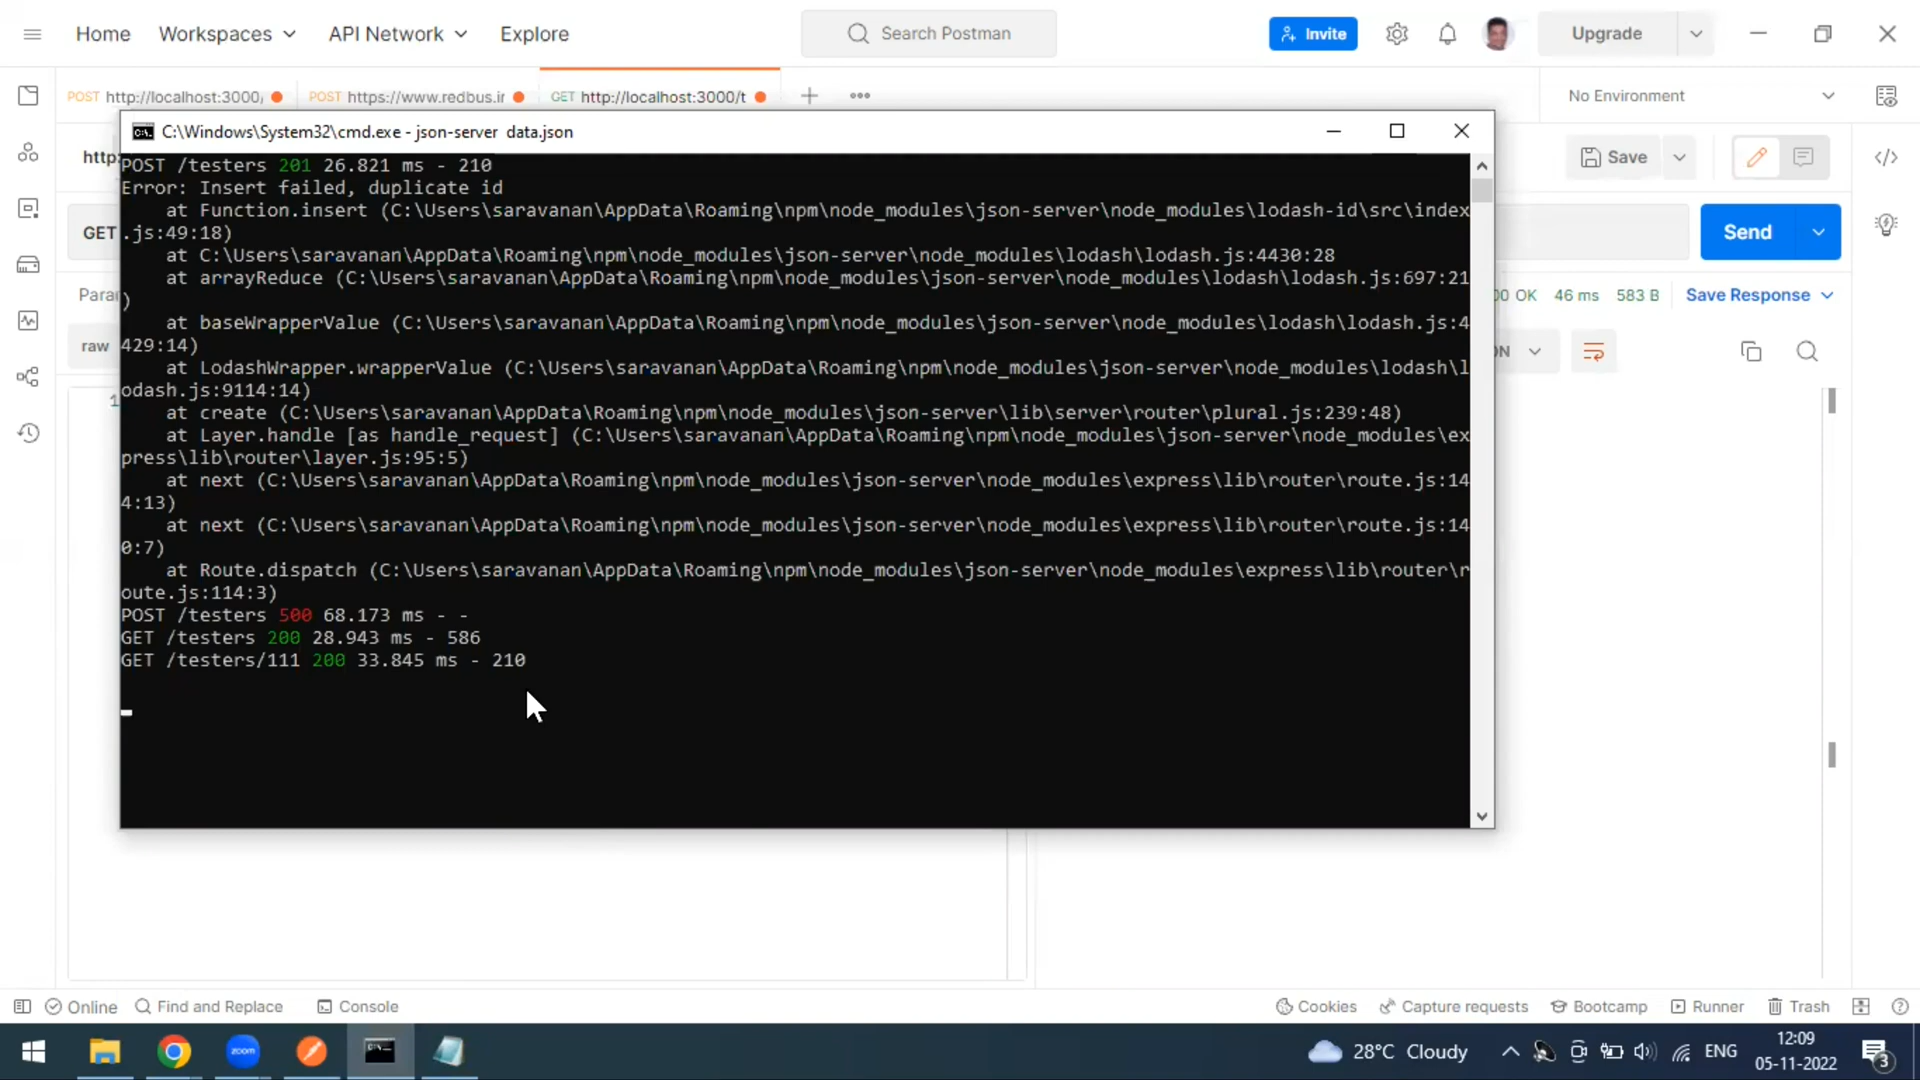 Home Workspaces API Network Explore Search Postman Invite Upgrade
POST http://localhost:3000, POST https://www.redbus.ir GET http://localhost:3000/t No Environment
C:\Windows\System32\cmd.exe - json-server data.json
http Save
GET Send
Para 00 OK 46 ms 583 B Save Response
raw ON
1
POST /testers 201 26.821 ms - 210
Error: Insert failed, duplicate id
at Function.insert (C:\Users\saravanan\AppData\Roaming\npm\node_modules\json-server\node_modules\lodash-id\src\index
.js:49:18)
at C:\Users\saravanan\AppData\Roaming\npm\node_modules\json-server\node_modules\lodash\lodash.js:4430:28
at arrayReduce (C:\Users\saravanan\AppData\Roaming\npm\node_modules\json-server\node_modules\lodash\lodash.js:697:21
)
at baseWrapperValue (C:\Users\saravanan\AppData\Roaming\npm\node_modules\json-server\node_modules\lodash\lodash.js:4
429:14)
at LodashWrapper.wrapperValue (C:\Users\saravanan\AppData\Roaming\npm\node_modules\json-server\node_modules\lodash\l
odash.js:9114:14)
at create (C:\Users\saravanan\AppData\Roaming\npm\node_modules\json-server\lib\server\router\plural.js:239:48)
at Layer.handle [as handle_request] (C:\Users\saravanan\AppData\Roaming\npm\node_modules\json-server\node_modules\ex
press\lib\router\layer.js:95:5)
at next (C:\Users\saravanan\AppData\Roaming\npm\node_modules\json-server\node_modules\express\lib\router\route.js:14
4:13)
at next (C:\Users\saravanan\AppData\Roaming\npm\node_modules\json-server\node_modules\express\lib\router\route.js:14
0:7)
at Route.dispatch (C:\Users\saravanan\AppData\Roaming\npm\node_modules\json-server\node_modules\express\lib\router\r
oute.js:114:3)
POST /testers 500 68.173 ms - -
GET /testers 200 28.943 ms - 586
GET /testers/111 200 33.845 ms - 210
Online Find and Replace Console Cookies Capture requests Bootcamp Runner Trash
zoom 28°C Cloudy ENG 12:09
05-11-2022 3